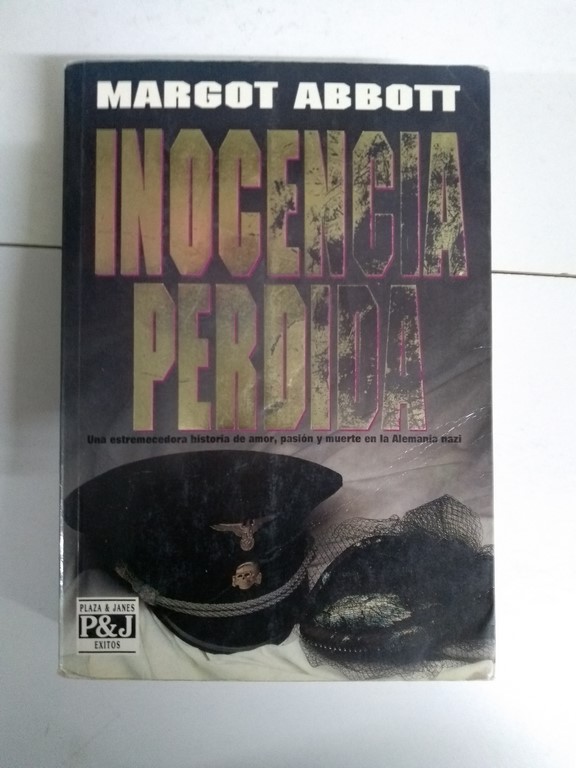 MARGOT ABBOTT
INOCENCIA
PERDIDA
Una estremecedora historia de amor, pasión y muerte en la Alemania nazi
PLAZA & JANES
P&J
EXITOS